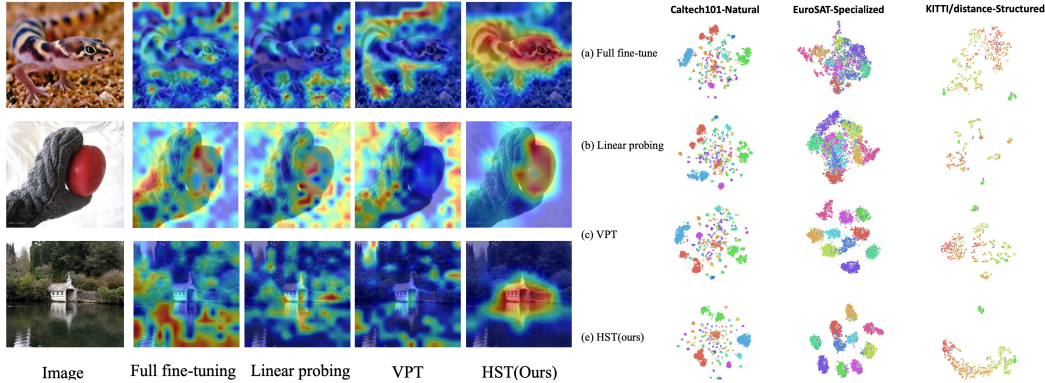 Caltech101-Natural
EuroSAT-Specialized
KITTI/distance-Structured
(a) Full fine-tune
(b) Linear probing
(c) VPT
(e) HST(ours)
Image
Full fine-tuning
Linear probing
VPT
HST(Ours)